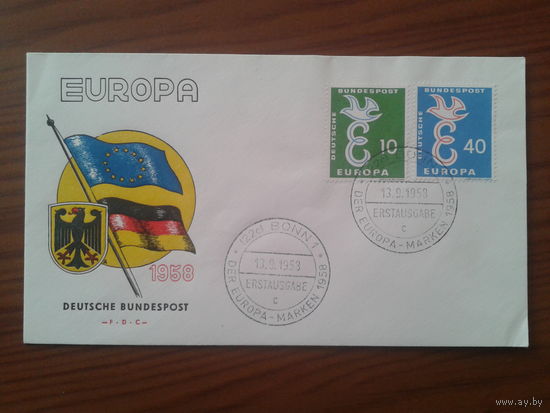 EUROPA
1958
DEUTSCHE BUNDESPOST
F·D·C
DEUTSCHE
BUNDESPOST
10
EUROPA
DEUTSCHE
BUNDESPOST
40
EUROPA
13.9.1958
ERSTAUSGABE
c
DER EUROPA-MARKEN 1958
122d BONN 1
13.9.1958
ERSTAUSGABE
c
DER EUROPA-MARKEN 1958
www.ay.by